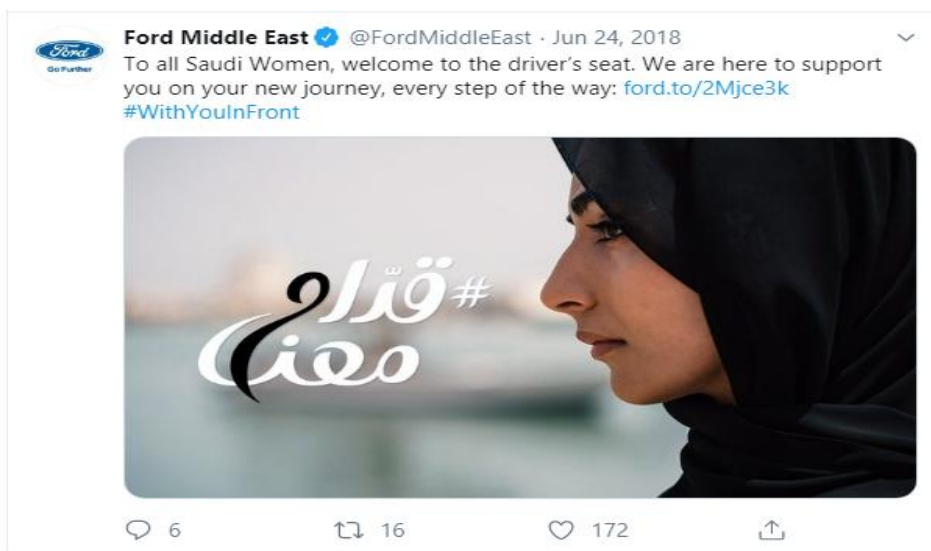 Ford
Go Further
Ford Middle East @FordMiddleEast · Jun 24, 2018
To all Saudi Women, welcome to the driver's seat. We are here to support
you on your new journey, every step of the way: ford.to/2Mjce3k
#WithYouInFront
#قدّام
معنا
6
16
172